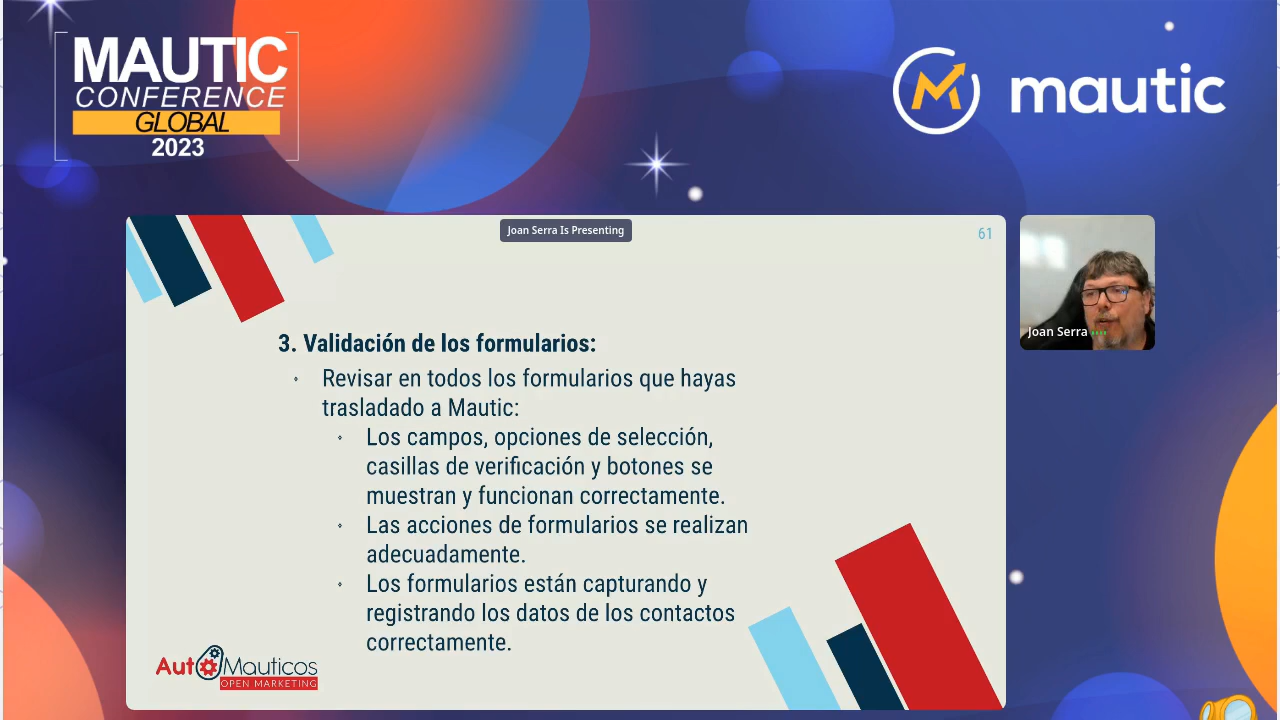 MAUTIC
CONFERENCE
GLOBAL
2023
mautic
Joan Serra Is Presenting
61
3. Validación de los formularios:
Revisar en todos los formularios que hayas
trasladado a Mautic:
Los campos, opciones de selección,
casillas de verificación y botones se
muestran y funcionan correctamente.
Las acciones de formularios se realizan
adecuadamente.
Los formularios están capturando y
registrando los datos de los contactos
correctamente.
Joan Serra
AutoMauticos
OPEN MARKETING